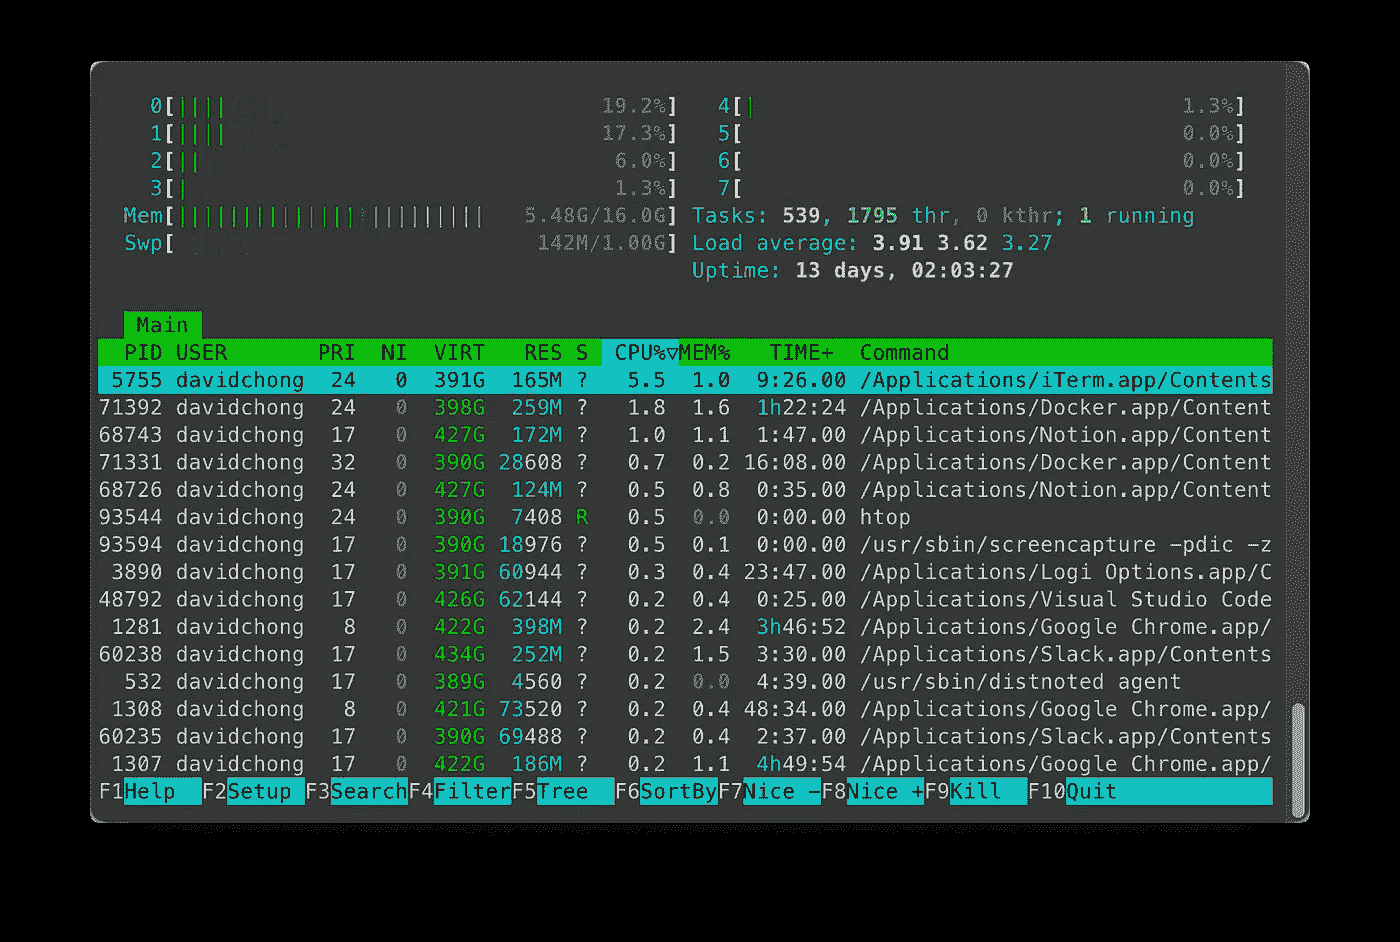 0[|||| 19.2%] 4[| 1.3%]
1[|||| 17.3%] 5[ 0.0%]
2[|| 6.0%] 6[ 0.0%]
3[| 1.3%] 7[ 0.0%]
Mem[|||||||||||||||||||||||| 5.48G/16.0G] Tasks: 539, 1795 thr, 0 kthr; 1 running
Swp[ 142M/1.00G] Load average: 3.91 3.62 3.27
Uptime: 13 days, 02:03:27
Main
PID USER PRI NI VIRT RES S CPU%▽MEM% TIME+ Command
5755 davidchong 24 0 391G 165M ? 5.5 1.0 9:26.00 /Applications/iTerm.app/Contents
71392 davidchong 24 0 398G 259M ? 1.8 1.6 1h22:24 /Applications/Docker.app/Content
68743 davidchong 17 0 427G 172M ? 1.0 1.1 1:47.00 /Applications/Notion.app/Content
71331 davidchong 32 0 390G 28608 ? 0.7 0.2 16:08.00 /Applications/Docker.app/Content
68726 davidchong 24 0 427G 124M ? 0.5 0.8 0:35.00 /Applications/Notion.app/Content
93544 davidchong 24 0 390G 7408 R 0.5 0.0 0:00.00 htop
93594 davidchong 17 0 390G 18976 ? 0.5 0.1 0:00.00 /usr/sbin/screencapture -pdic -z
3890 davidchong 17 0 391G 60944 ? 0.3 0.4 23:47.00 /Applications/Logi Options.app/C
48792 davidchong 17 0 426G 62144 ? 0.2 0.4 0:25.00 /Applications/Visual Studio Code
1281 davidchong 8 0 422G 398M ? 0.2 2.4 3h46:52 /Applications/Google Chrome.app/
60238 davidchong 17 0 434G 252M ? 0.2 1.5 3:30.00 /Applications/Slack.app/Contents
532 davidchong 17 0 389G 4560 ? 0.2 0.0 4:39.00 /usr/sbin/distnoted agent
1308 davidchong 8 0 421G 73520 ? 0.2 0.4 48:34.00 /Applications/Google Chrome.app/
60235 davidchong 17 0 390G 69488 ? 0.2 0.4 2:37.00 /Applications/Slack.app/Contents
1307 davidchong 17 0 422G 186M ? 0.2 1.1 4h49:54 /Applications/Google Chrome.app/
F1Help F2Setup F3SearchF4FilterF5Tree F6SortByF7Nice -F8Nice +F9Kill F10Quit